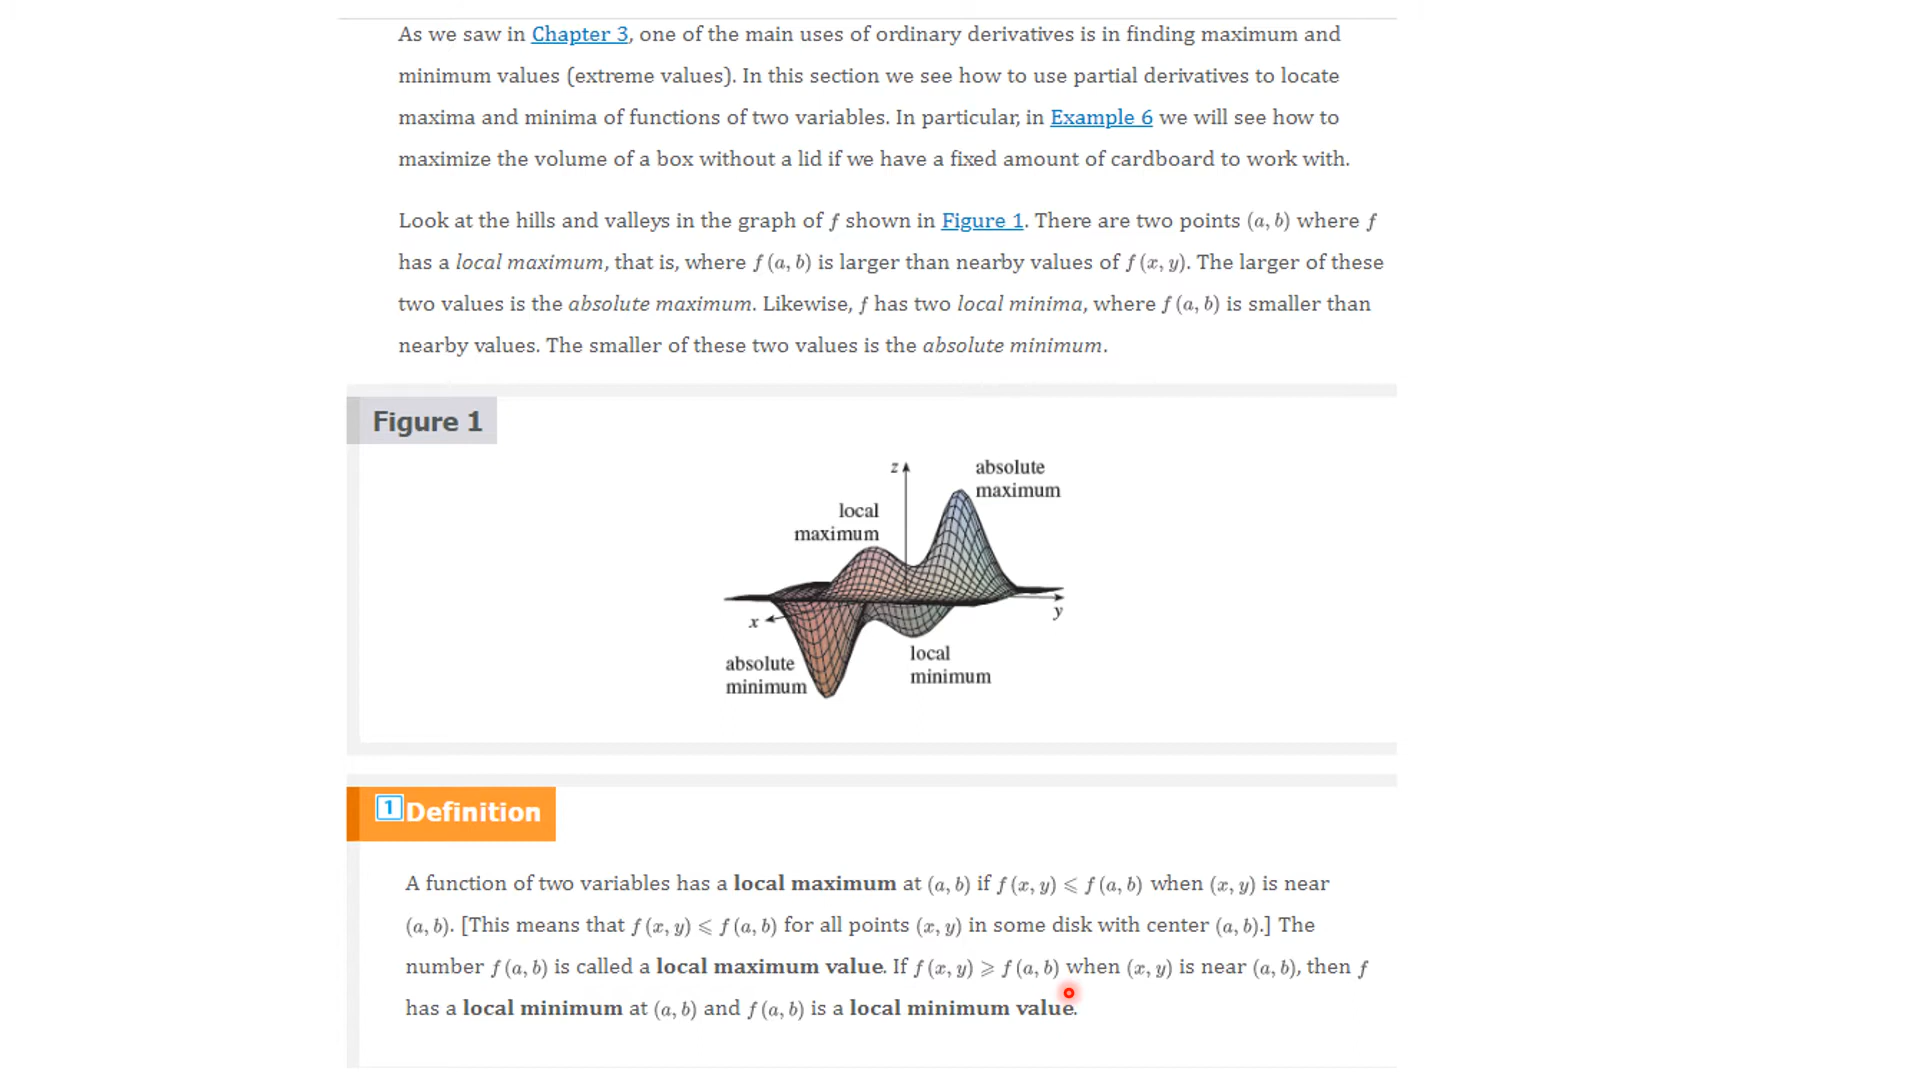 As we saw in Chapter 3, one of the main uses of ordinary derivatives is in finding maximum and
minimum values (extreme values). In this section we see how to use partial derivatives to locate
maxima and minima of functions of two variables. In particular, in Example 6 we will see how to
maximize the volume of a box without a lid if we have a fixed amount of cardboard to work with.
Look at the hills and valleys in the graph of f shown in Figure 1. There are two points (a, b) where f
has a local maximum, that is, where f (a, b) is larger than nearby values of f (x, y). The larger of these
two values is the absolute maximum. Likewise, f has two local minima, where f (a, b) is smaller than
nearby values. The smaller of these two values is the absolute minimum.
Figure 1
z
absolute
maximum
local
maximum
x
y
absolute
minimum
local
minimum
1 Definition
A function of two variables has a local maximum at (a, b) if f (x, y) ⩽ f (a, b) when (x, y) is near
(a, b). [This means that f (x, y) ⩽ f (a, b) for all points (x, y) in some disk with center (a, b).] The
number f (a, b) is called a local maximum value. If f (x, y) ⩾ f (a, b) when (x, y) is near (a, b), then f
has a local minimum at (a, b) and f (a, b) is a local minimum value.